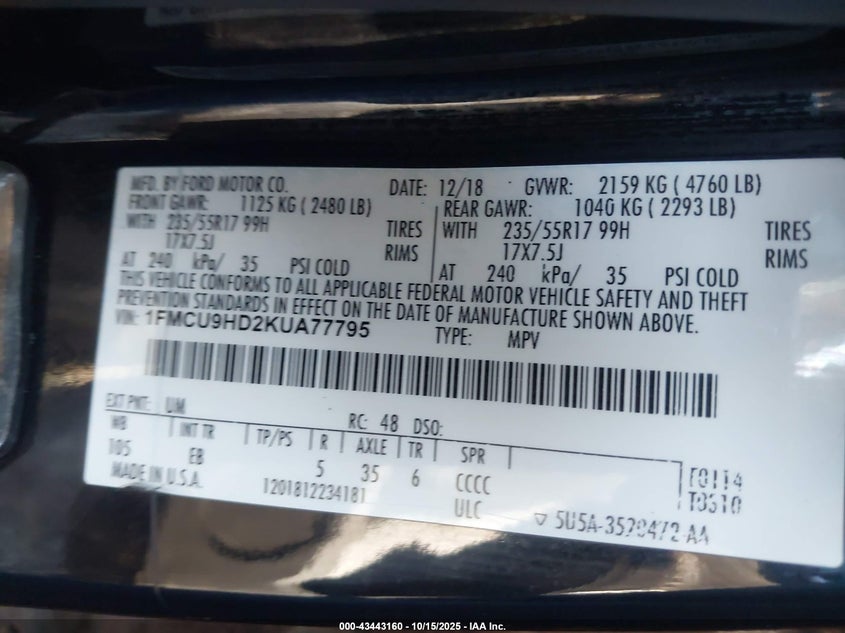 MFD. BY FORD MOTOR CO. DATE: 12/18 GVWR: 2159 KG ( 4760 LB)
FRONT GAWR: 1125 KG ( 2480 LB) REAR GAWR: 1040 KG ( 2293 LB)
WITH 235/55R17 99H TIRES WITH 235/55R17 99H TIRES
17X7.5J RIMS 17X7.5J RIMS
AT 240 kPa/ 35 PSI COLD AT 240 kPa/ 35 PSI COLD
THIS VEHICLE CONFORMS TO ALL APPLICABLE FEDERAL MOTOR VEHICLE SAFETY AND THEFT
PREVENTION STANDARDS IN EFFECT ON THE DATE OF MANUFACTURE SHOWN ABOVE.
VIN: 1FMCU9HD2KUA77795 TYPE: MPV
EXT PNT: UM RC: 48 DSO:
WB INT TR TP/PS R AXLE TR SPR
105 EB 5 35 6 CCCC
MADE IN U.S.A. 1201812234181 ULC
000-43443160 - 10/15/2025 - IAA Inc.